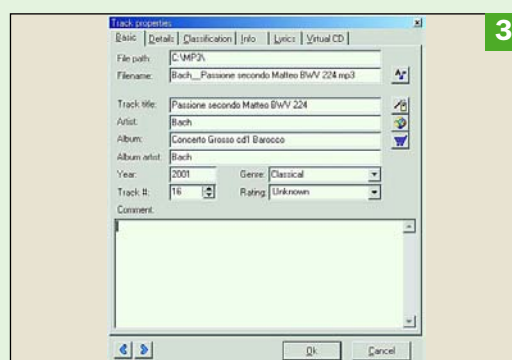 3
Track properties
Basic Details Classification Info Lyrics Virtual CD
File path: C:\MP3\
Filename: Bach__Passione secondo Matteo BWV 224.mp3
Track title: Passione secondo Matteo BWV 224
Artist: Bach
Album: Concerto Grosso cd1 Barocco
Album artist: Bach
Year: 2001 Genre: Classical
Track #: 16 Rating: Unknown
Comment:
Ok Cancel